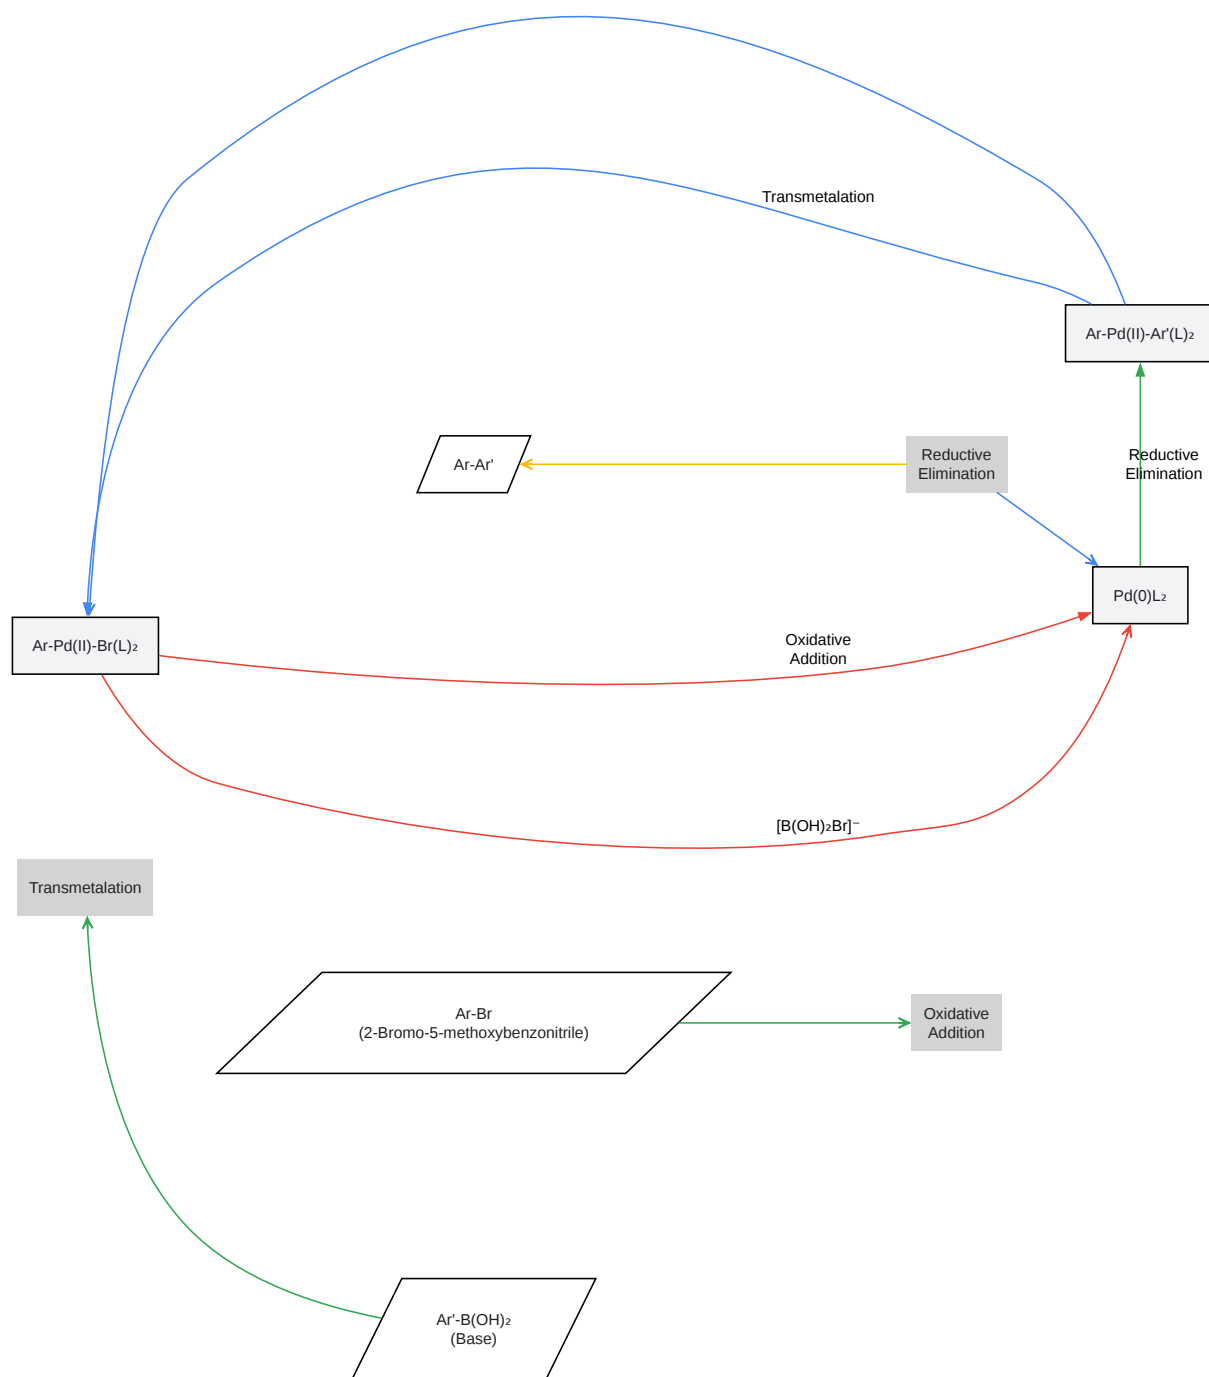 Transmetalation
Ar-Pd(II)-Ar'(L)₂
Ar-Ar'
Reductive
Elimination
Reductive
Elimination
Pd(0)L₂
Ar-Pd(II)-Br(L)₂
Oxidative
Addition
[B(OH)₂Br]⁻
Transmetalation
Ar-Br
(2-Bromo-5-methoxybenzonitrile)
Oxidative
Addition
Ar'-B(OH)₂
(Base)